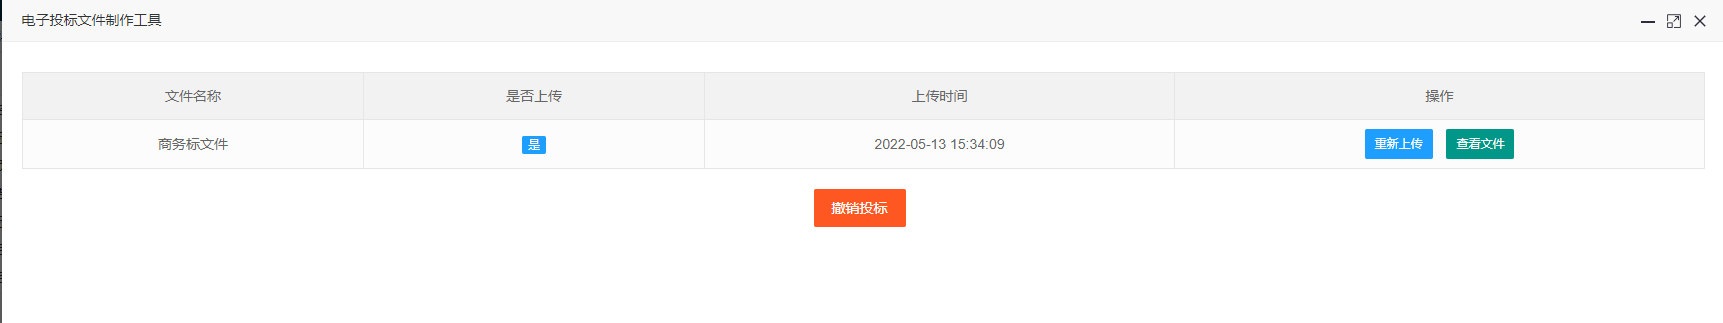 电子投标文件制作工具
文件名称 是否上传 上传时间 操作
商务标文件 是 2022-05-13 15:34:09 重新上传 查看文件
撤销投标